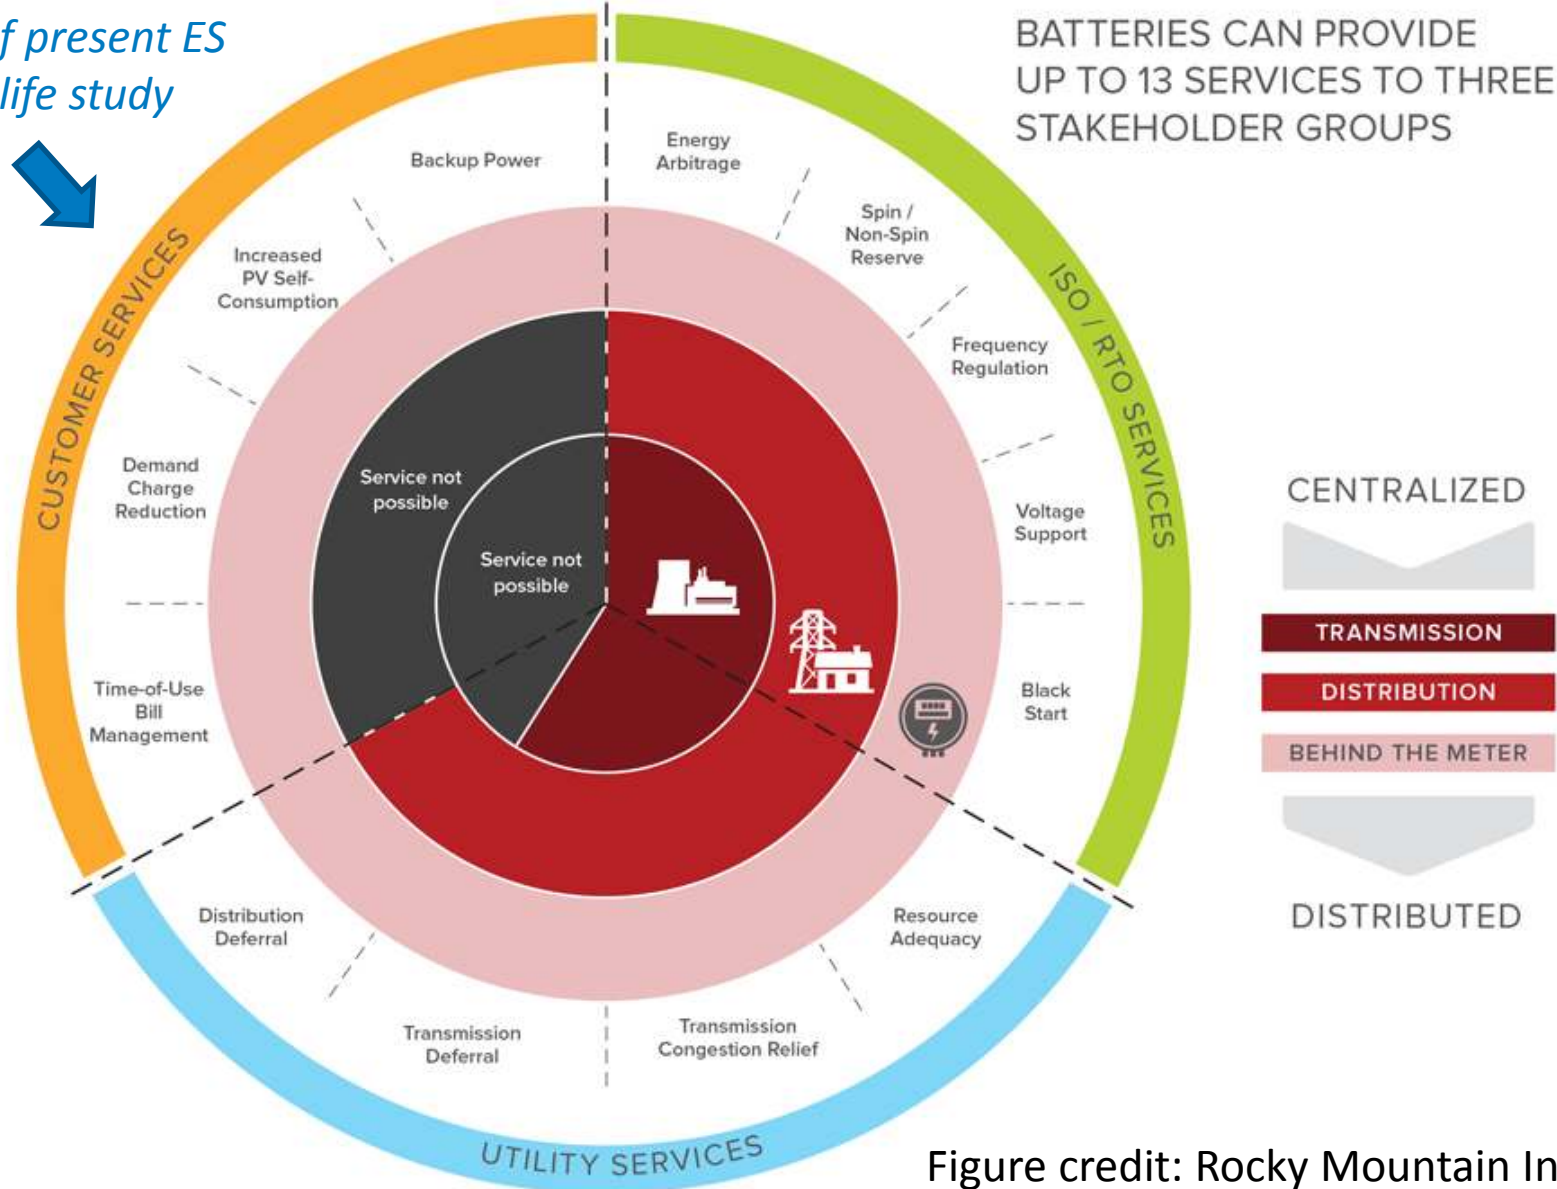 f present ES
life study
BATTERIES CAN PROVIDE
UP TO 13 SERVICES TO THREE
STAKEHOLDER GROUPS
CUSTOMER SERVICES
ISO / RTO SERVICES
UTILITY SERVICES
Backup Power
Energy
Arbitrage
Spin /
Non-Spin
Reserve
Increased
PV Self-
Consumption
Frequency
Regulation
Demand
Charge
Reduction
Voltage
Support
Time-of-Use
Bill
Management
Black
Start
Distribution
Deferral
Resource
Adequacy
Transmission
Deferral
Transmission
Congestion Relief
Service not
possible
Service not
possible
CENTRALIZED
TRANSMISSION
DISTRIBUTION
BEHIND THE METER
DISTRIBUTED
Figure credit: Rocky Mountain In